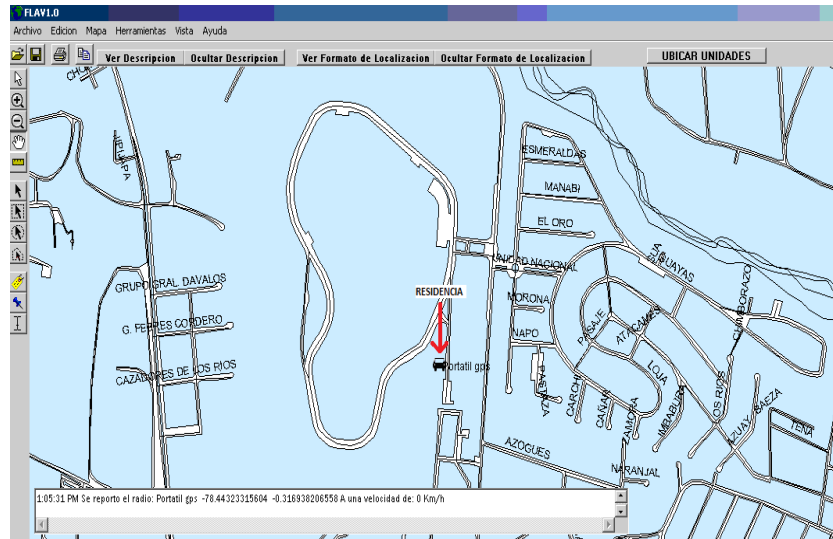 FLAV1.0
Archivo Edicion Mapa Herramientas Vista Ayuda
Ver Descripcion Ocultar Descripcion Ver Formato de Localizacion Ocultar Formato de Localizacion UBICAR UNIDADES
JIPIJAPA
ESMERALDAS
MANABI
EL ORO
UNIDAD NACIONAL
GUAYAS
CHIMBORAZO
GRUPO GRAL DAVALOS
RESIDENCIA
MORONA
G. FEBRES CORDERO
NAPO
PASAJE
ATACAMES
Portatil gps
CAZADORES DE LOS RIOS
PASTAZA
CARCHI
CAÑAR
ZAMORA
LOJA
IMBABURA
LOS RIOS
AZUAY
BAEZA
TENA
AZOGUES
NARANJAL
1:05:31 PM Se reporto el radio: Portatil gps -78.44323315604 -0.316938206558 A una velocidad de: 0 Km/h